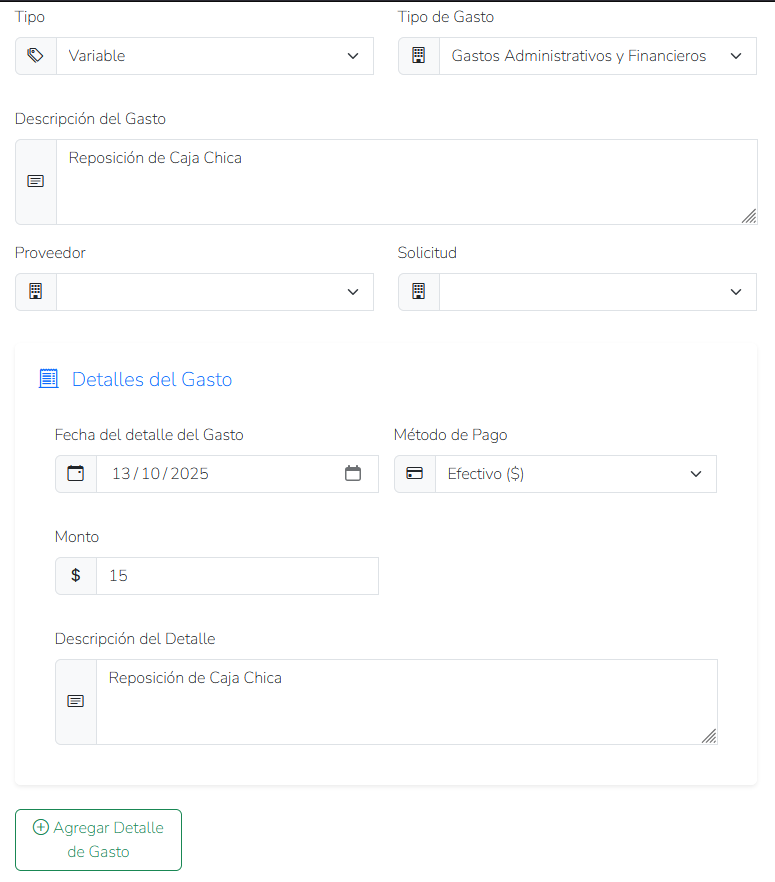 Tipo
Tipo de Gasto
Variable
Gastos Administrativos y Financieros
Descripción del Gasto
Reposición de Caja Chica
Proveedor
Solicitud
Detalles del Gasto
Fecha del detalle del Gasto
Método de Pago
13/10/2025
Efectivo ($)
Monto
$ 15
Descripción del Detalle
Reposición de Caja Chica
Agregar Detalle
de Gasto